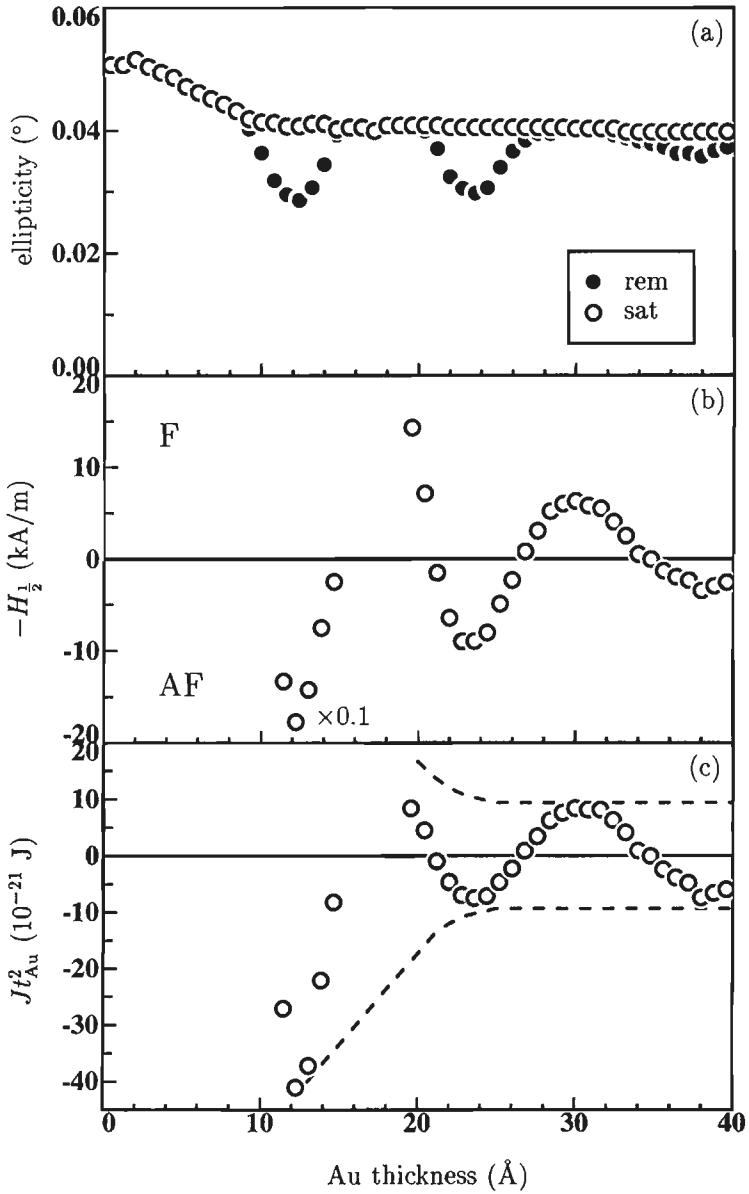 0.06
(a)
0.04
ellipticity (°)
0.02
rem
sat
0.00
20
(b)
F
10
0
−H1/2 (kA/m)
-10
AF
×0.1
-20
20
(c)
10
0
Jt²Au (10−21 J)
-10
-20
-30
-40
0 10 20 30 40
Au thickness (Å)